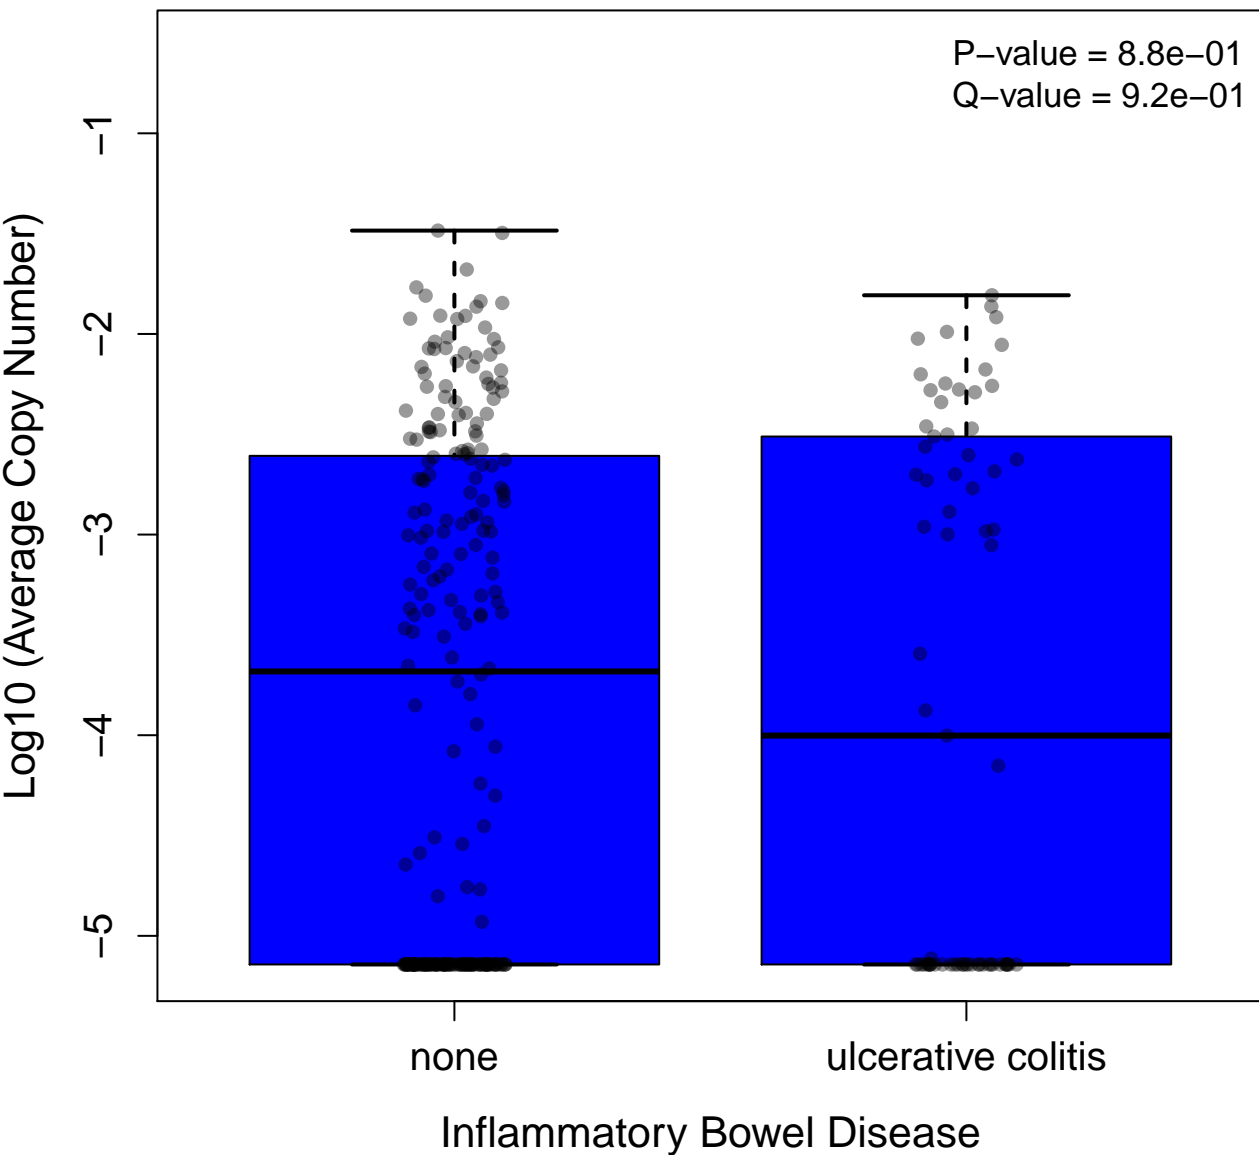 P−value = 8.8e−01
Q−value = 9.2e−01
Log10 (Average Copy Number)
−1
−2
−3
−4
−5
none
ulcerative colitis
Inflammatory Bowel Disease